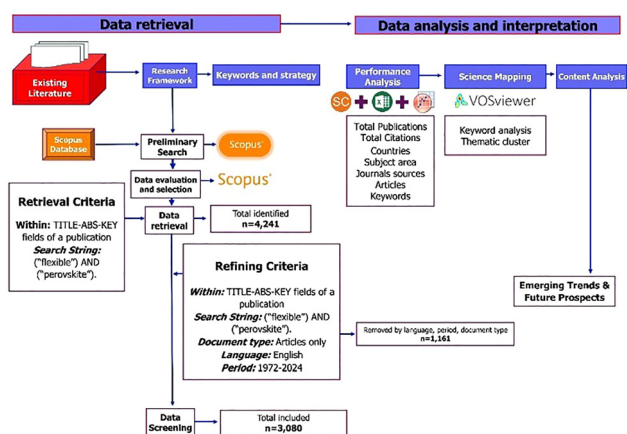 Data retrieval
Data analysis and interpretation
Existing
Literature
Research
Framework
Keywords and strategy
Performance
Analysis
Science Mapping
Content Analysis
SC
VOSviewer
Scopus
Database
Preliminary
Search
Scopus
Total Publications
Total Citations
Countries
Subject area
Journals sources
Articles
Keywords
Keyword analysis
Thematic cluster
Data evaluation
and selection
Scopus
Retrieval Criteria
Within: TITLE-ABS-KEY
fields of a publication
Search String:
("flexible") AND
("perovskite").
Data
retrieval
Total identified
n=4,241
Refining Criteria
Within: TITLE-ABS-KEY fields of a
publication
Search String: ("flexible") AND
("perovskite").
Document type: Articles only
Language: English
Period: 1972-2024
Emerging Trends &
Future Prospects
Removed by language, period, document type
n=1,161
Data
Screening
Total included
n=3,080